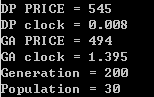 DP PRICE = 545
DP clock = 0.008
GA PRICE = 494
GA clock = 1.395
Generation = 200
Population = 30